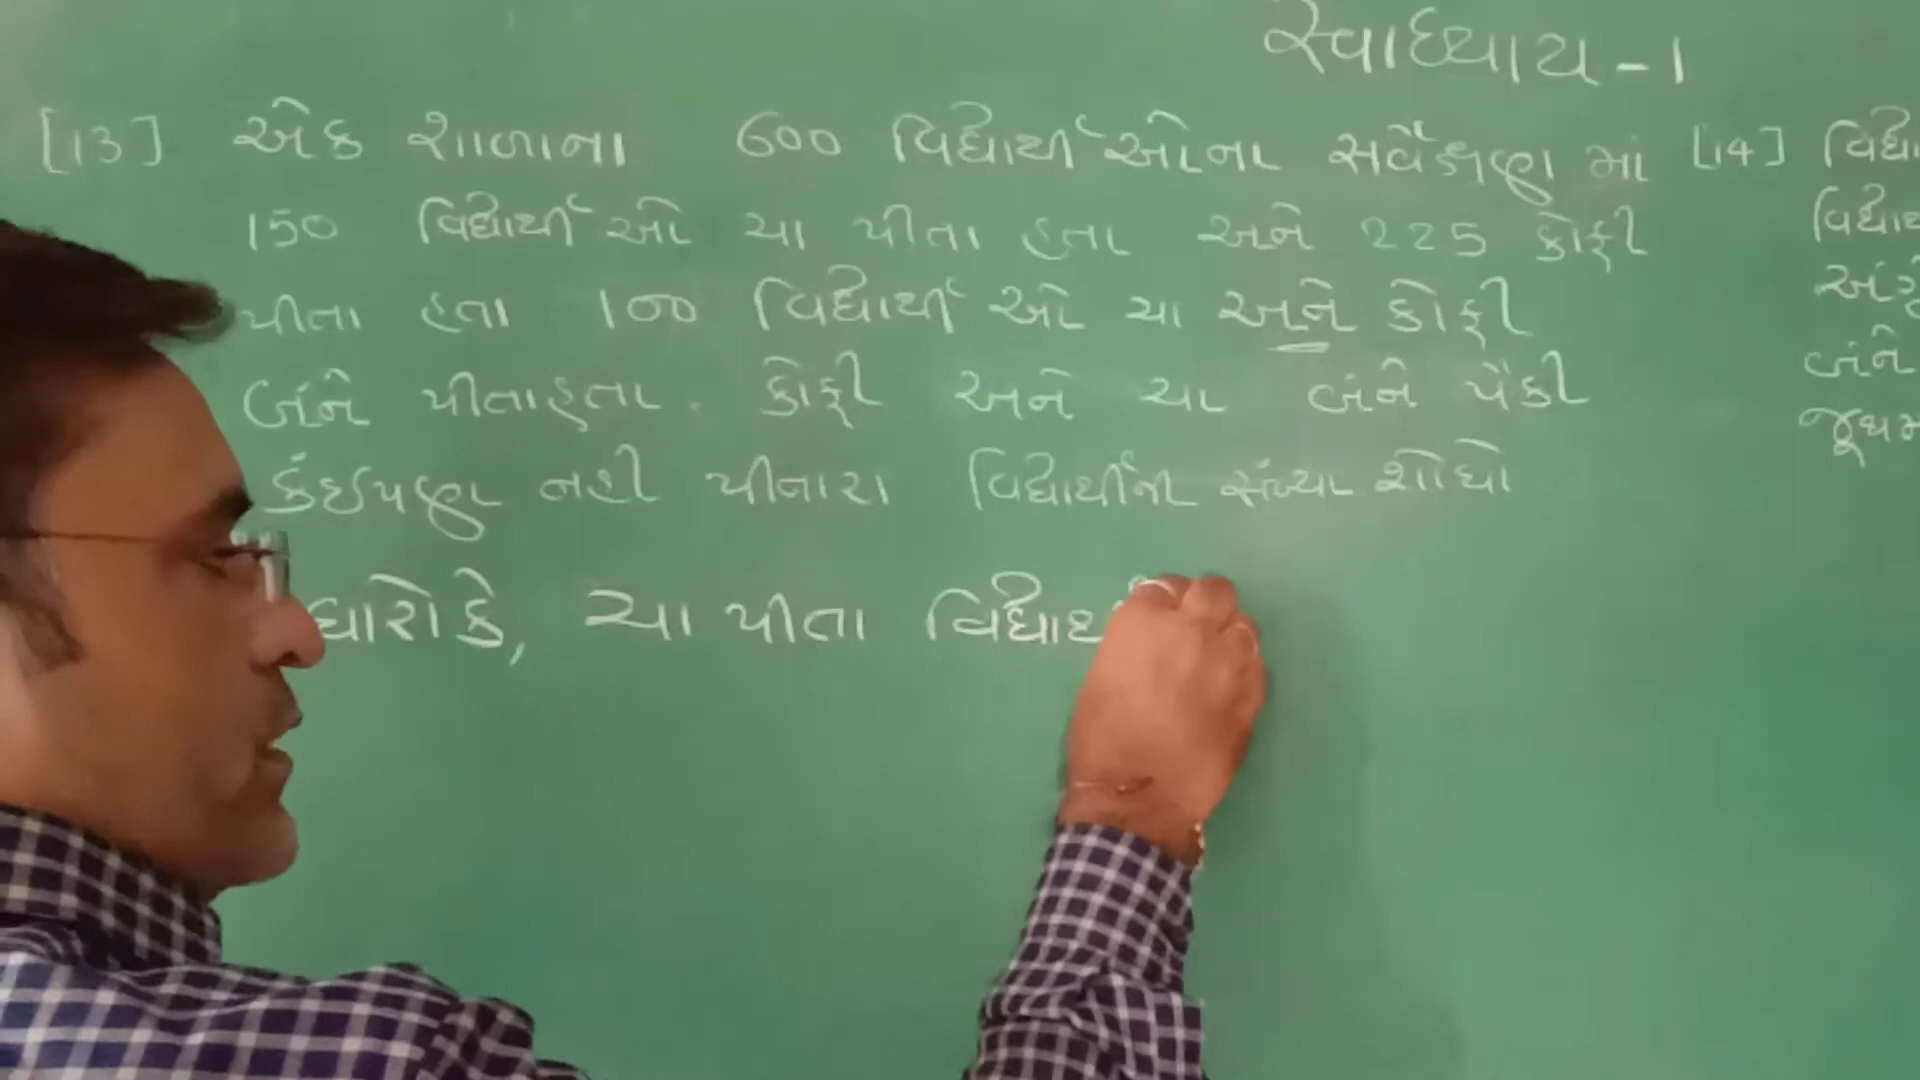 સ્વાધ્યાય - 1
[13] એક શાળાના 600 વિદ્યાર્થીઓના સર્વેક્ષણ માં
150 વિદ્યાર્થીઓ ચા પીતા હતા અને 225 કોફી
પીતા હતા 100 વિદ્યાર્થીઓ ચા અને કોફી
બંને પીતા હતા. કોફી અને ચા બંને પૈકી
કંઈપણ નહી પીનારા વિદ્યાર્થીની સંખ્યા શોધો
ધારોકે, ચા પીતા
[14]
બંને